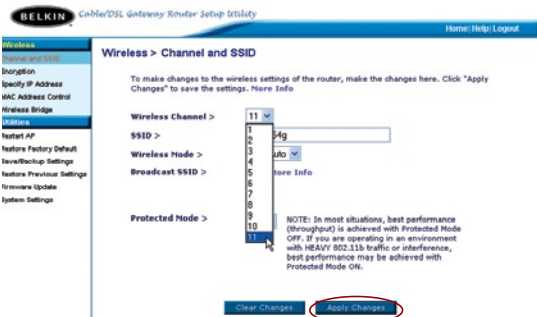 BELKIN Cable/DSL Gateway Router Setup Utility
Home|Help|Logout
Wireless
Channel and SSID
Encryption
Specify IP Address
MAC Address Control
Wireless Bridge
Utilities
Restart AP
Restore Factory Default
Save/Backup Settings
Restore Previous Settings
Firmware Update
System Settings
Wireless > Channel and SSID
To make changes to the wireless settings of the router, make the changes here. Click "Apply
Changes" to save the settings. More Info
Wireless Channel > 11
1
SSID > 2 54g
3
Wireless Mode > 4 uto
Broadcast SSID > 5 ore Info
6
7
8
Protected Mode > 9 NOTE: In most situations, best performance
10 (throughput) is achieved with Protected Mode
11 OFF. If you are operating in an environment
with HEAVY 802.11b traffic or interference,
best performance may be achieved with
Protected Mode ON.
Clear Changes Apply Changes